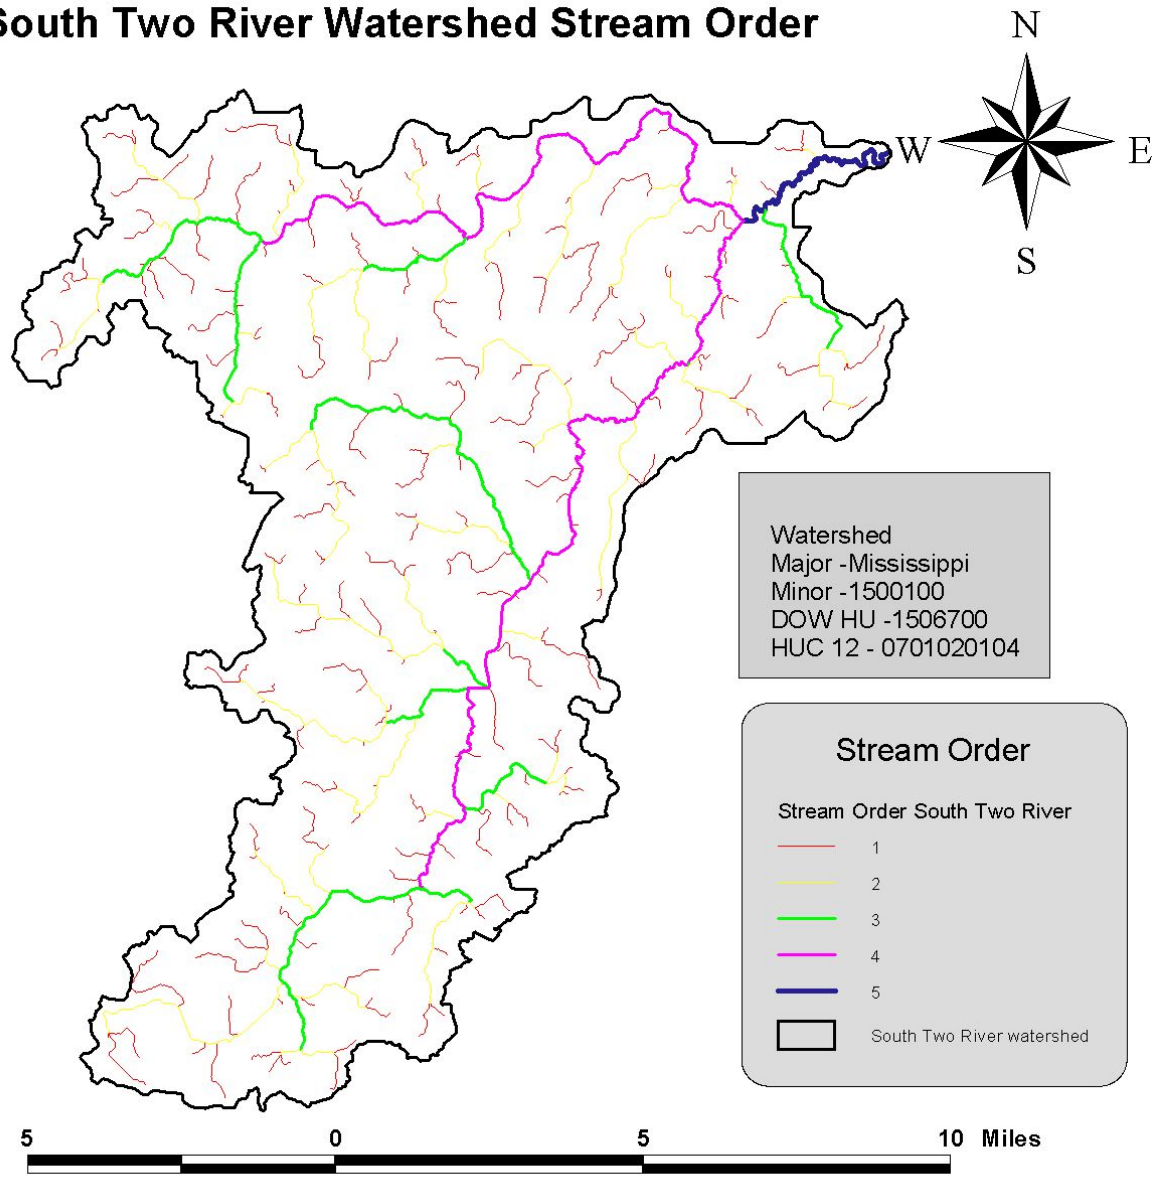 South Two River Watershed Stream Order
N
W
E
S
Watershed
Major -Mississippi
Minor -1500100
DOW HU -1506700
HUC 12 - 0701020104
Stream Order
Stream Order South Two River
1
2
3
4
5
South Two River watershed
5 0 5 10 Miles